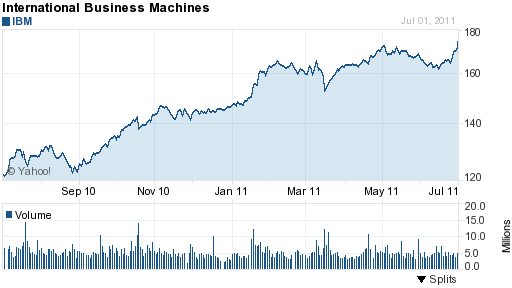 International Business Machines
IBM
Jul 01, 2011
180
160
140
120
© Yahoo!
Sep 10 Nov 10 Jan 11 Mar 11 May 11 Jul 11
Volume
20.0
15.0
10.0
5.0
0.0
Millions
Splits